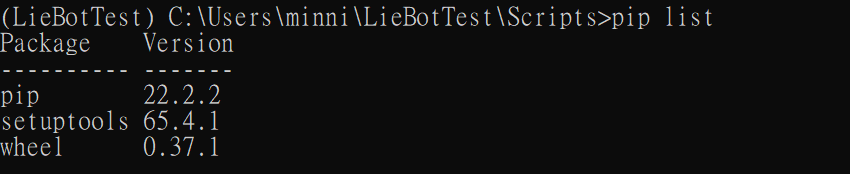 (LieBotTest) C:\Users\minni\LieBotTest\Scripts>pip list
Package    Version
---------- -------
pip        22.2.2
setuptools 65.4.1
wheel      0.37.1